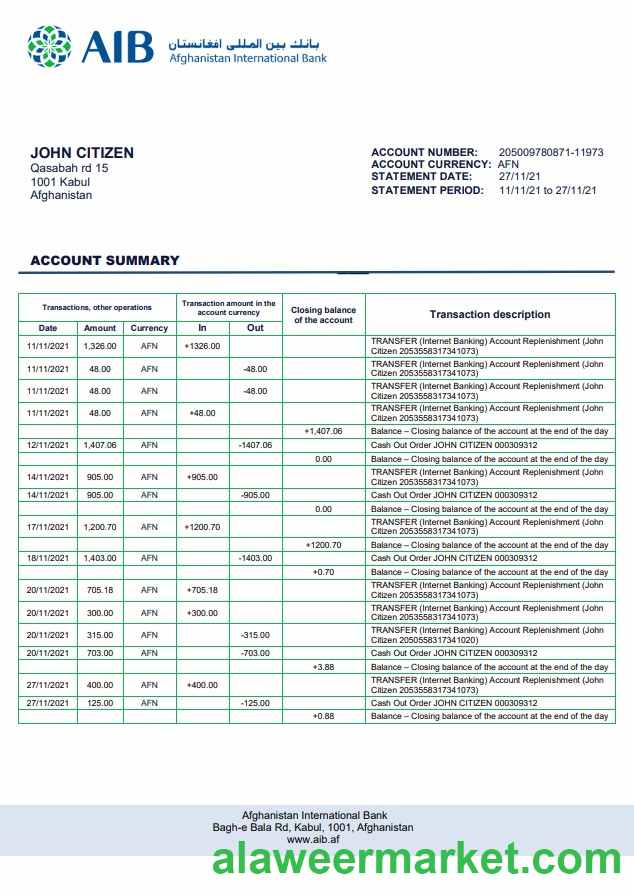 AIB
بانک بین المللی افغانستان
Afghanistan International Bank
JOHN CITIZEN
Qasabah rd 15
1001 Kabul
Afghanistan
ACCOUNT NUMBER: 205009780871-11973
ACCOUNT CURRENCY: AFN
STATEMENT DATE: 27/11/21
STATEMENT PERIOD: 11/11/21 to 27/11/21
ACCOUNT SUMMARY
Transactions, other operations
Transaction amount in the
account currency
Closing balance
of the account
Transaction description
Date Amount Currency In Out
11/11/2021 1,326.00 AFN +1326.00 TRANSFER (Internet Banking) Account Replenishment (John
Citizen 2053558317341073)
11/11/2021 48.00 AFN -48.00 TRANSFER (Internet Banking) Account Replenishment (John
Citizen 2053558317341073)
11/11/2021 48.00 AFN -48.00 TRANSFER (Internet Banking) Account Replenishment (John
Citizen 2053558317341073)
11/11/2021 48.00 AFN +48.00 TRANSFER (Internet Banking) Account Replenishment (John
Citizen 2053558317341073)
+1,407.06 Balance – Closing balance of the account at the end of the day
12/11/2021 1,407.06 AFN -1407.06 Cash Out Order JOHN CITIZEN 000309312
0.00 Balance – Closing balance of the account at the end of the day
14/11/2021 905.00 AFN +905.00 TRANSFER (Internet Banking) Account Replenishment (John
Citizen 2053558317341073)
14/11/2021 905.00 AFN -905.00 Cash Out Order JOHN CITIZEN 000309312
0.00 Balance – Closing balance of the account at the end of the day
17/11/2021 1,200.70 AFN +1200.70 TRANSFER (Internet Banking) Account Replenishment (John
Citizen 2053558317341073)
+1200.70 Balance – Closing balance of the account at the end of the day
18/11/2021 1,403.00 AFN -1403.00 Cash Out Order JOHN CITIZEN 000309312
+0.70 Balance – Closing balance of the account at the end of the day
20/11/2021 705.18 AFN +705.18 TRANSFER (Internet Banking) Account Replenishment (John
Citizen 2053558317341073)
20/11/2021 300.00 AFN +300.00 TRANSFER (Internet Banking) Account Replenishment (John
Citizen 2053558317341073)
20/11/2021 315.00 AFN -315.00 TRANSFER (Internet Banking) Account Replenishment (John
Citizen 2050558317341020)
20/11/2021 703.00 AFN -703.00 Cash Out Order JOHN CITIZEN 000309312
+3.88 Balance – Closing balance of the account at the end of the day
27/11/2021 400.00 AFN +400.00 TRANSFER (Internet Banking) Account Replenishment (John
Citizen 2053558317341073)
27/11/2021 125.00 AFN -125.00 Cash Out Order JOHN CITIZEN 000309312
+0.88 Balance – Closing balance of the account at the end of the day
Afghanistan International Bank
Bagh-e Bala Rd, Kabul, 1001, Afghanistan
www.aib.af
alaweermarket.com